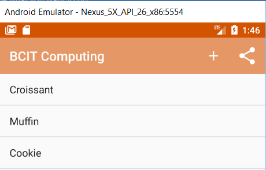 Android Emulator - Nexus_5X_API_26_x86:5554
1:46
BCIT Computing +
Croissant
Muffin
Cookie